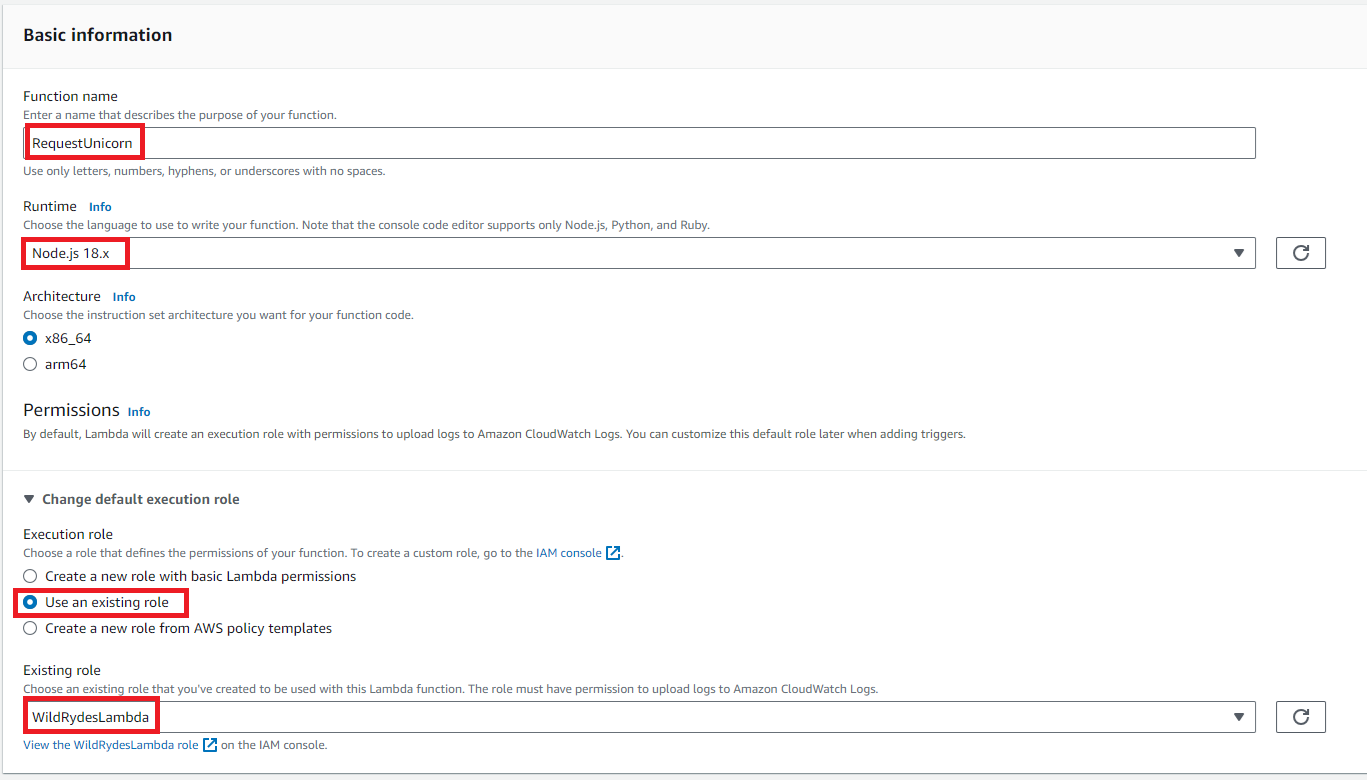 Basic information
Function name
Enter a name that describes the purpose of your function.
RequestUnicorn
Use only letters, numbers, hyphens, or underscores with no spaces.
Runtime Info
Choose the language to use to write your function. Note that the console code editor supports only Node.js, Python, and Ruby.
Node.js 18.x
Architecture Info
Choose the instruction set architecture you want for your function code.
x86_64
arm64
Permissions Info
By default, Lambda will create an execution role with permissions to upload logs to Amazon CloudWatch Logs. You can customize this default role later when adding triggers.
Change default execution role
Execution role
Choose a role that defines the permissions of your function. To create a custom role, go to the IAM console.
Create a new role with basic Lambda permissions
Use an existing role
Create a new role from AWS policy templates
Existing role
Choose an existing role that you've created to be used with this Lambda function. The role must have permission to upload logs to Amazon CloudWatch Logs.
WildRydesLambda
View the WildRydesLambda role on the IAM console.